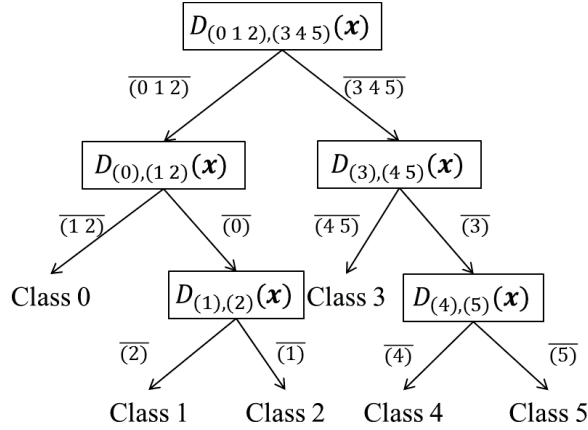 D(0 1 2),(3 4 5)(x)
(0 1 2) (3 4 5)
D(0),(1 2)(x) D(3),(4 5)(x)
(1 2) (0) (4 5) (3)
Class 0 D(1),(2)(x) Class 3 D(4),(5)(x)
(2) (1) (4) (5)
Class 1 Class 2 Class 4 Class 5